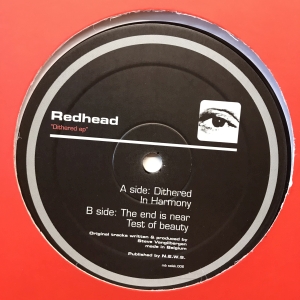 Redhead
"Dithered ep"
A side: Dithered
In Harmony
B side: The end is near
Test of beauty
Original tracks written & produced by
Steve Vanglibergen
made in Belgium
Published by N.E.W.S.